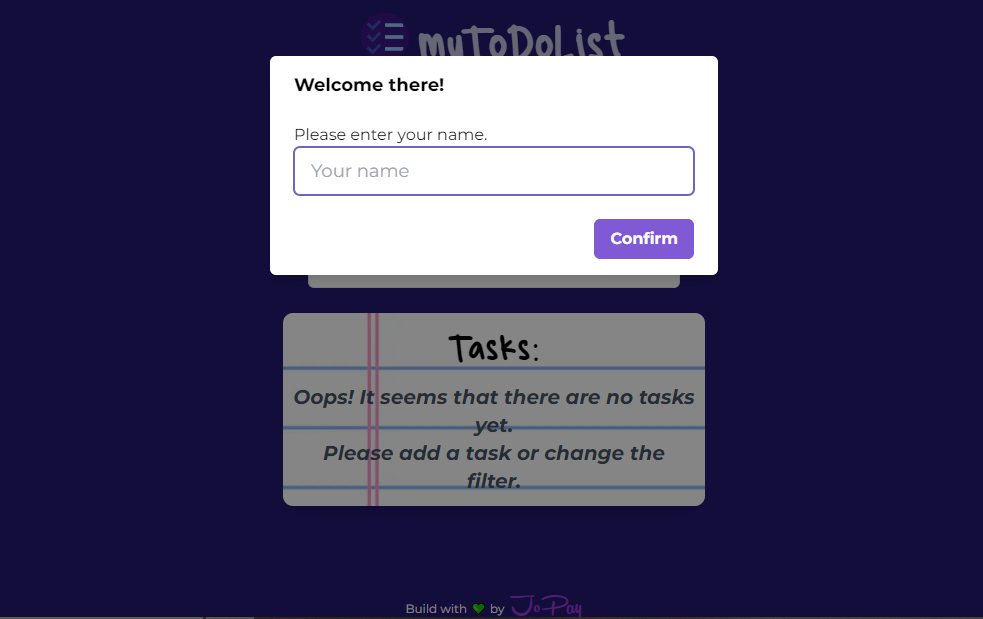 myToDoList
Welcome there!
Please enter your name.
Your name
Confirm
Tasks:
Oops! It seems that there are no tasks
yet.
Please add a task or change the
filter.
Build with 💚 by JoPay